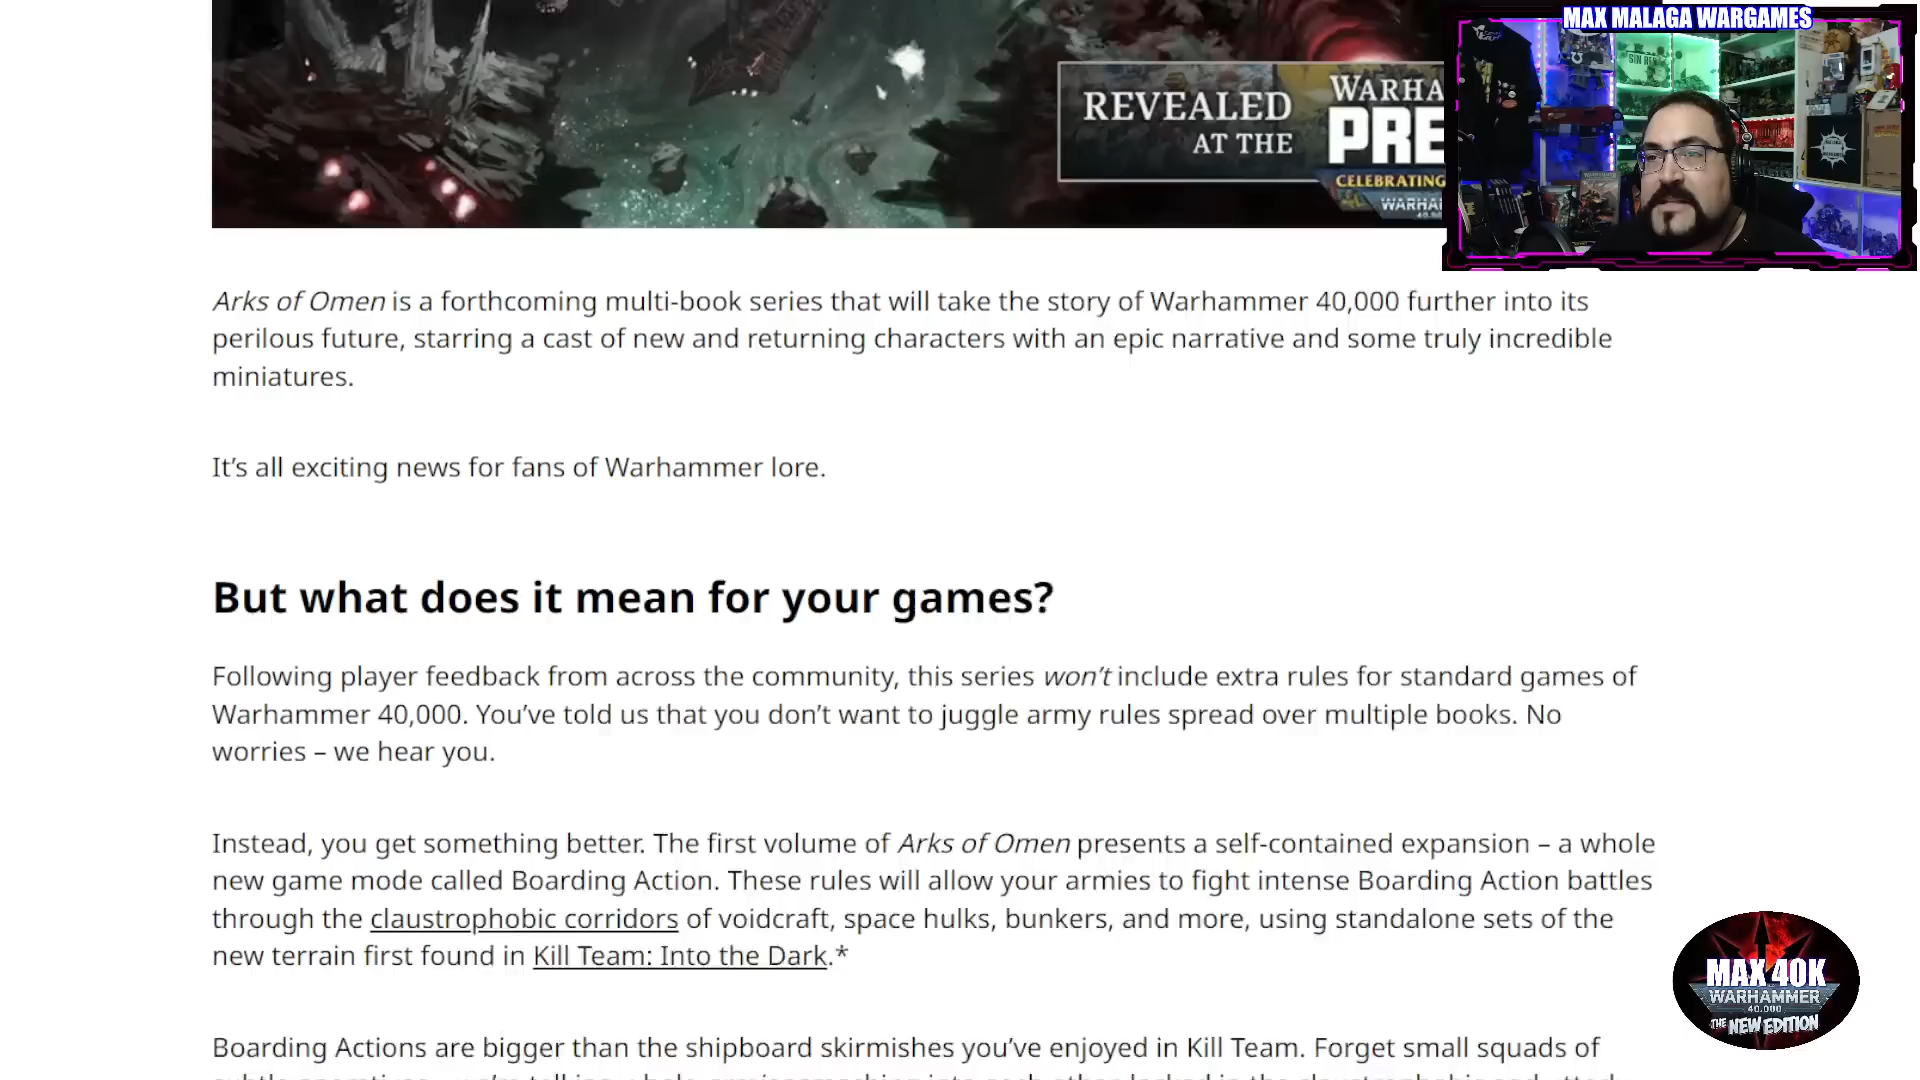 MAX MALAGA WARGAMES
REVEALED
AT THE
WARHA
PRE
CELEBRATING
WARHA
40,0
Arks of Omen is a forthcoming multi-book series that will take the story of Warhammer 40,000 further into its
perilous future, starring a cast of new and returning characters with an epic narrative and some truly incredible
miniatures.
It’s all exciting news for fans of Warhammer lore.
But what does it mean for your games?
Following player feedback from across the community, this series won’t include extra rules for standard games of
Warhammer 40,000. You’ve told us that you don’t want to juggle army rules spread over multiple books. No
worries – we hear you.
Instead, you get something better. The first volume of Arks of Omen presents a self-contained expansion – a whole
new game mode called Boarding Action. These rules will allow your armies to fight intense Boarding Action battles
through the claustrophobic corridors of voidcraft, space hulks, bunkers, and more, using standalone sets of the
new terrain first found in Kill Team: Into the Dark.*
Boarding Actions are bigger than the shipboard skirmishes you’ve enjoyed in Kill Team. Forget small squads of
MAX 40K
WARHAMMER
40,000
THE NEW EDITION